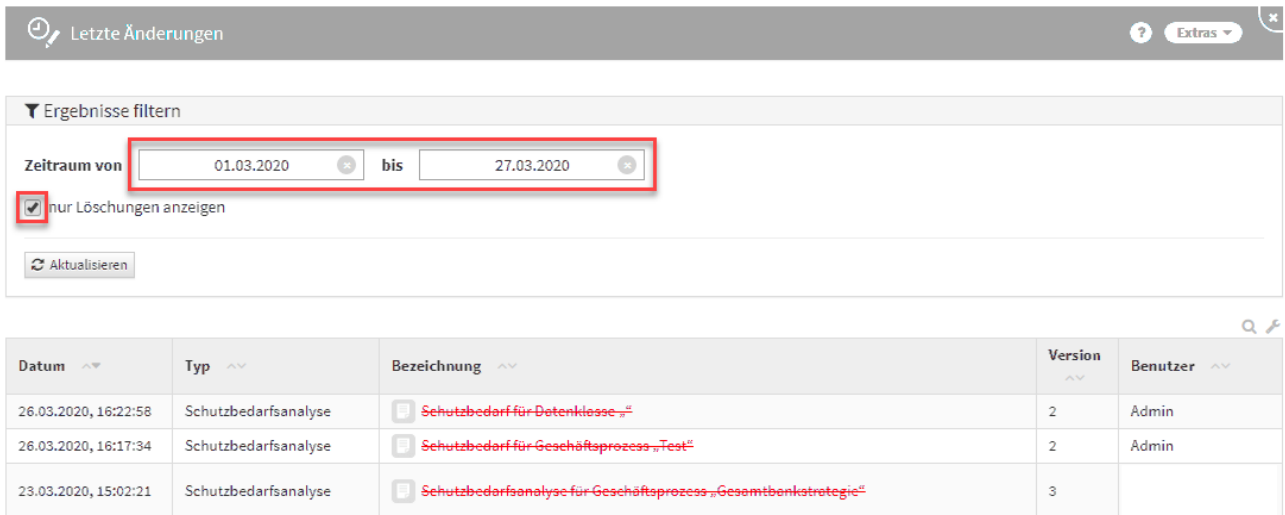 Letzte Änderungen
? Extras
Ergebnisse filtern
Zeitraum von 01.03.2020 bis 27.03.2020
nur Löschungen anzeigen
Aktualisieren
Datum Typ Bezeichnung Version Benutzer
26.03.2020, 16:22:58 Schutzbedarfsanalyse Schutzbedarf für Datenklasse „“ 2 Admin
26.03.2020, 16:17:34 Schutzbedarfsanalyse Schutzbedarf für Geschäftsprozess „Test“ 2 Admin
23.03.2020, 15:02:21 Schutzbedarfsanalyse Schutzbedarfsanalyse für Geschäftsprozess „Gesamtbankstrategie“ 3